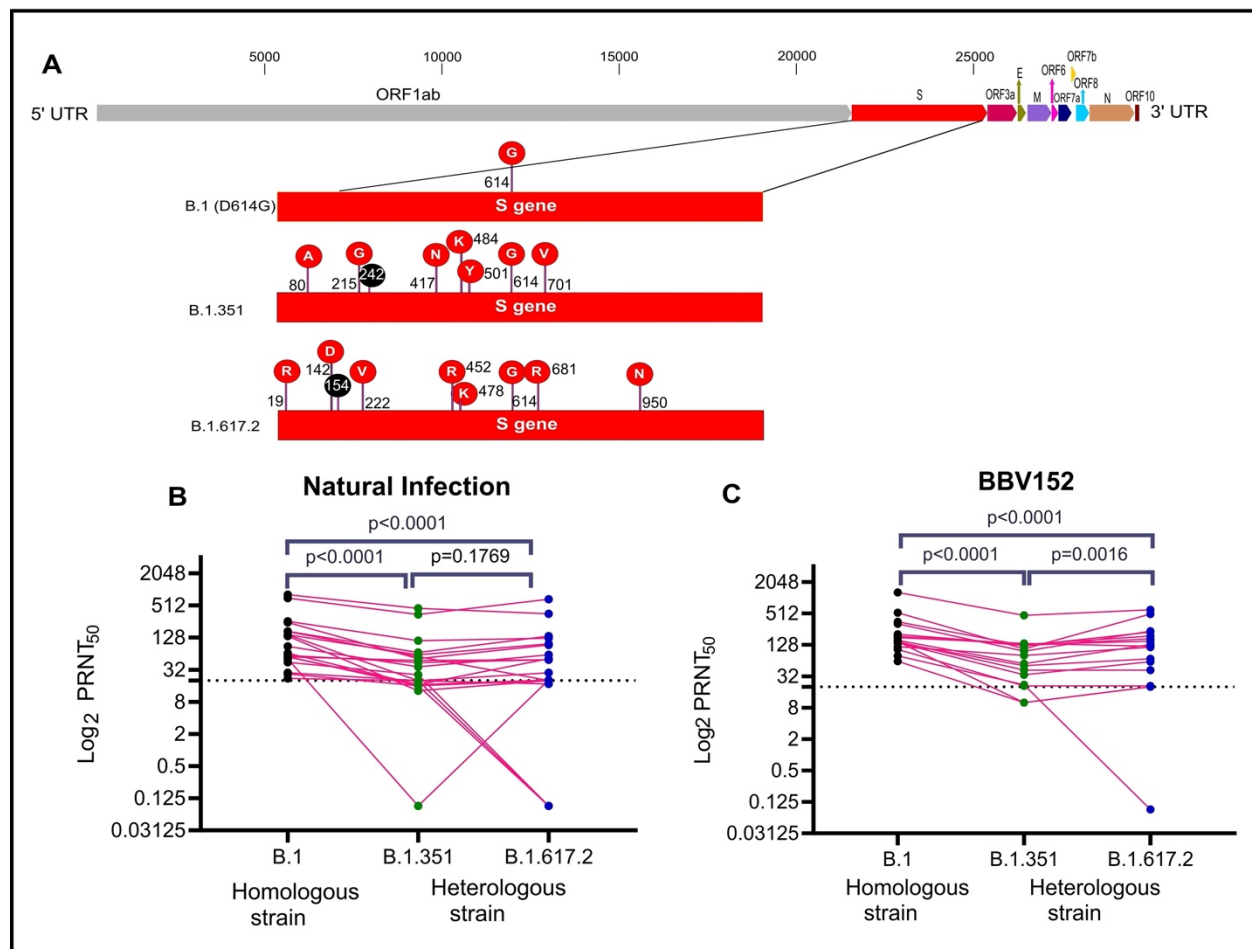 A
5000 10000 15000 20000 25000
ORF7b
E ORF6 ORF8
5' UTR ORF1ab S ORF3a M ORF7a N ORF10 3' UTR
G
614
B.1 (D614G) S gene
A G 242 N K 484 Y 501 G V
80 215 417 614 701
B.1.351 S gene
R D 142 154 V R 452 K 478 G R 681 N
19 222 614 950
B.1.617.2 S gene
B Natural Infection
p<0.0001
p<0.0001 p=0.1769
Log2 PRNT50
2048
512
128
32
8
2
0.5
0.125
0.03125
B.1 B.1.351 B.1.617.2
Homologous strain
Heterologous strain
C BBV152
p<0.0001
p<0.0001 p=0.0016
Log2 PRNT50
2048
512
128
32
8
2
0.5
0.125
0.03125
B.1 B.1.351 B.1.617.2
Homologous strain
Heterologous strain